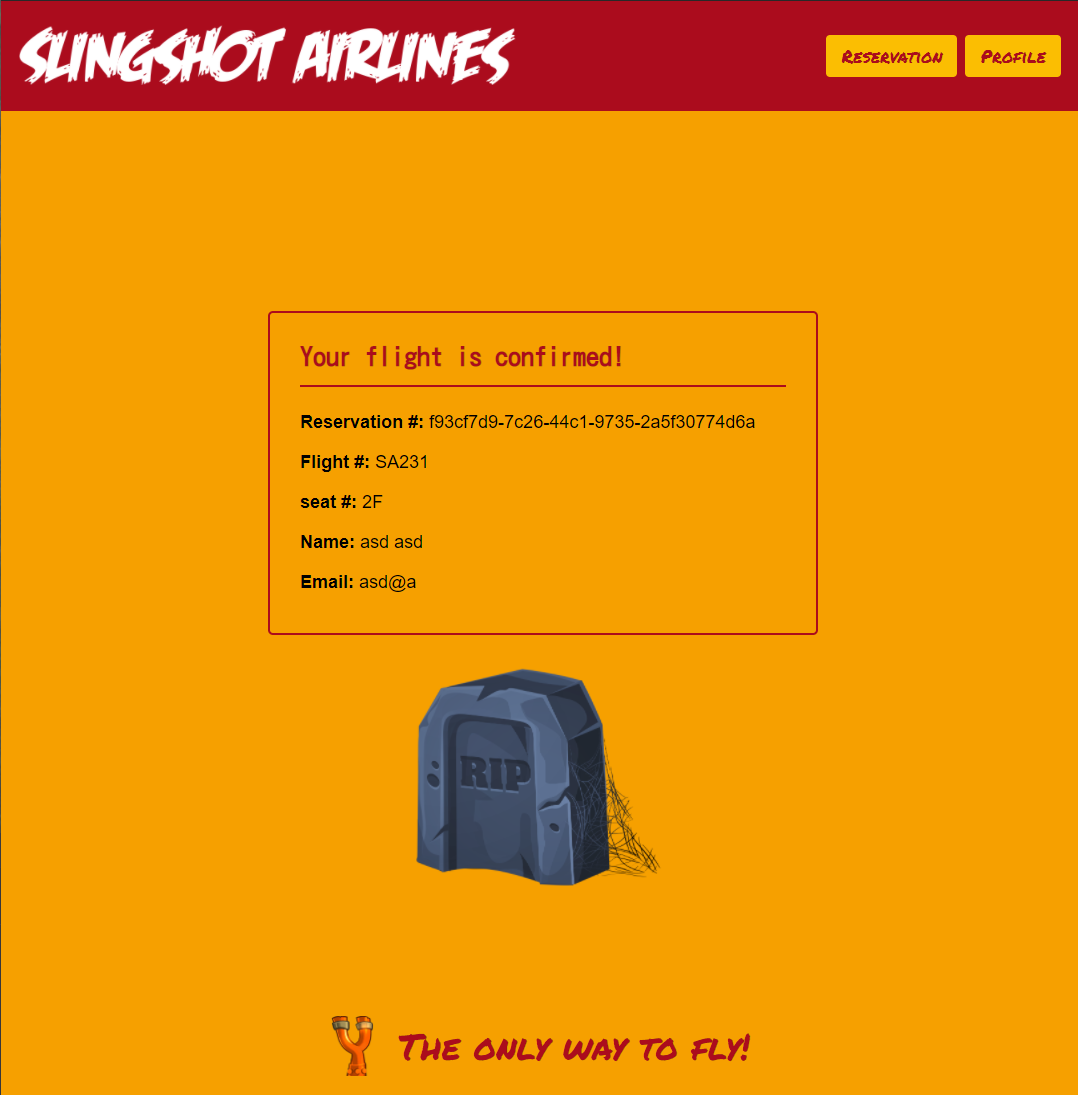 SLINGSHOT AIRLINES
Reservation
Profile
Your flight is confirmed!
Reservation #: f93cf7d9-7c26-44c1-9735-2a5f30774d6a
Flight #: SA231
seat #: 2F
Name: asd asd
Email: asd@a
RIP
The only way to fly!